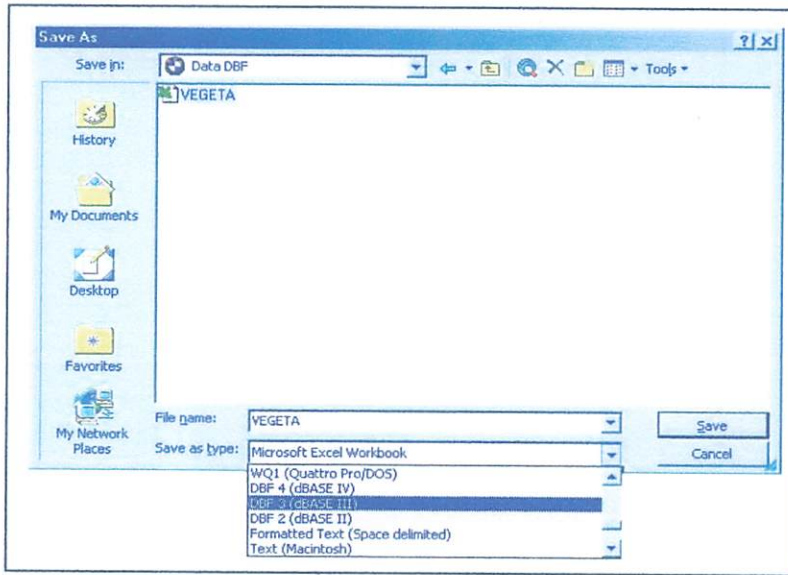 Save As
Save in:
Data DBF
Tools
VEGETA
History
My Documents
Desktop
Favorites
My Network
Places
File name:
VEGETA
Save
Save as type:
Microsoft Excel Workbook
Cancel
WQ1 (Quattro Pro/DOS)
DBF 4 (dBASE IV)
DBF 3 (dBASE III)
DBF 2 (dBASE II)
Formatted Text (Space delimited)
Text (Macintosh)